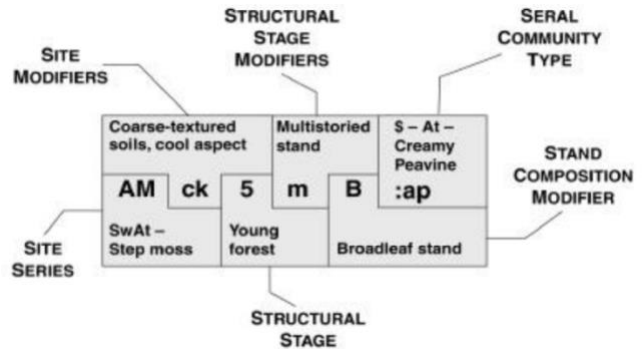 STRUCTURAL
STAGE
MODIFIERS
SERAL
COMMUNITY
TYPE
SITE
MODIFIERS
Coarse-textured
soils, cool aspect
Multistoried
stand
$ – At –
Creamy
Peavine
STAND
COMPOSITION
MODIFIER
AM ck 5 m B :ap
SwAt –
Step moss
Young
forest
Broadleaf stand
SITE
SERIES
STRUCTURAL
STAGE